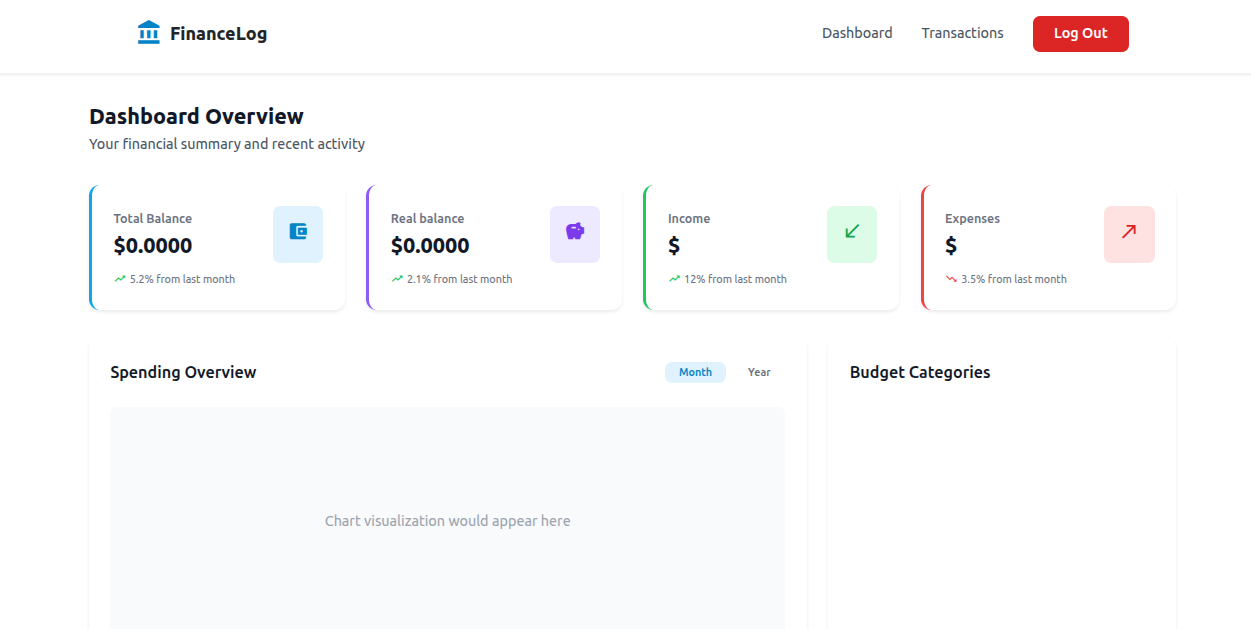 FinanceLog
Dashboard
Transactions
Log Out
Dashboard Overview
Your financial summary and recent activity
Total Balance
$0.0000
5.2% from last month
Real balance
$0.0000
2.1% from last month
Income
$
12% from last month
Expenses
$
3.5% from last month
Spending Overview
Month
Year
Chart visualization would appear here
Budget Categories